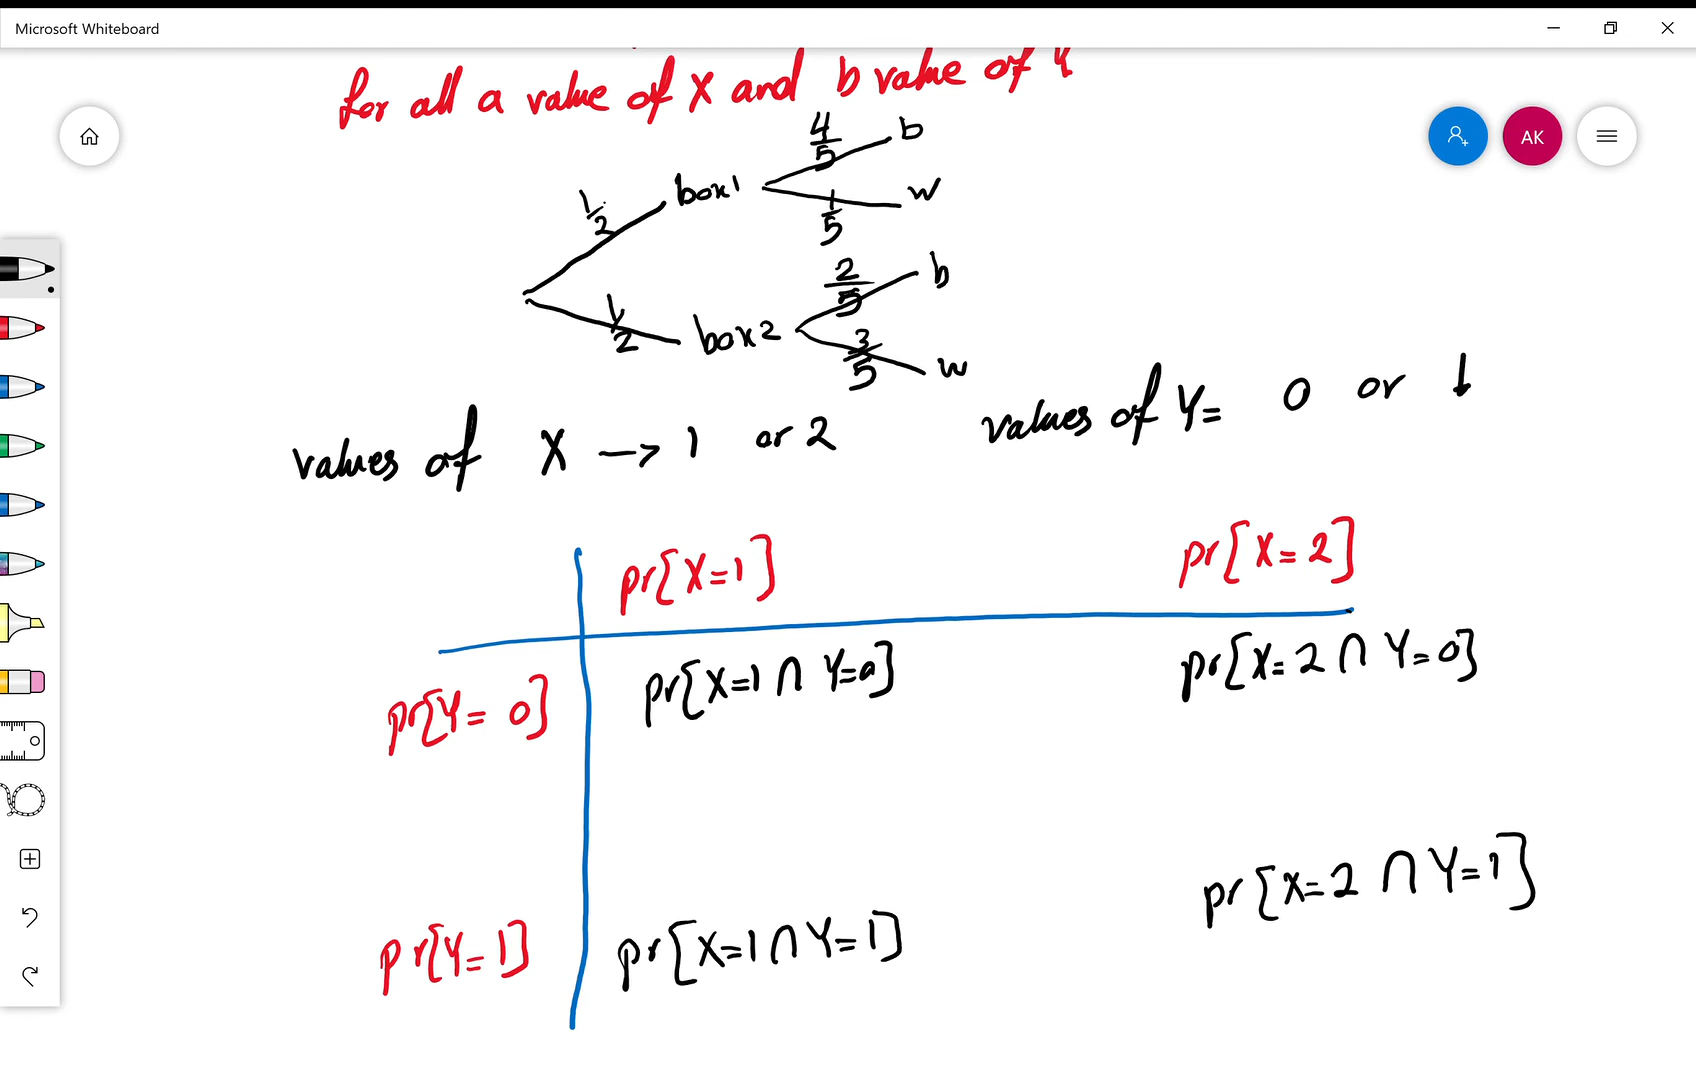 Microsoft Whiteboard
for all a value of X and b value of Y
AK
1/2 box1 4/5 b
1/5 w
1/2 box2 2/5 b
3/5 w
values of X → 1 or 2
values of Y= 0 or 1
pr[X=1] pr[X=2]
pr[Y=0] pr[X=1 ∩ Y=0] pr[X=2 ∩ Y=0]
pr[Y=1] pr[X=1 ∩ Y=1] pr[X=2 ∩ Y=1]